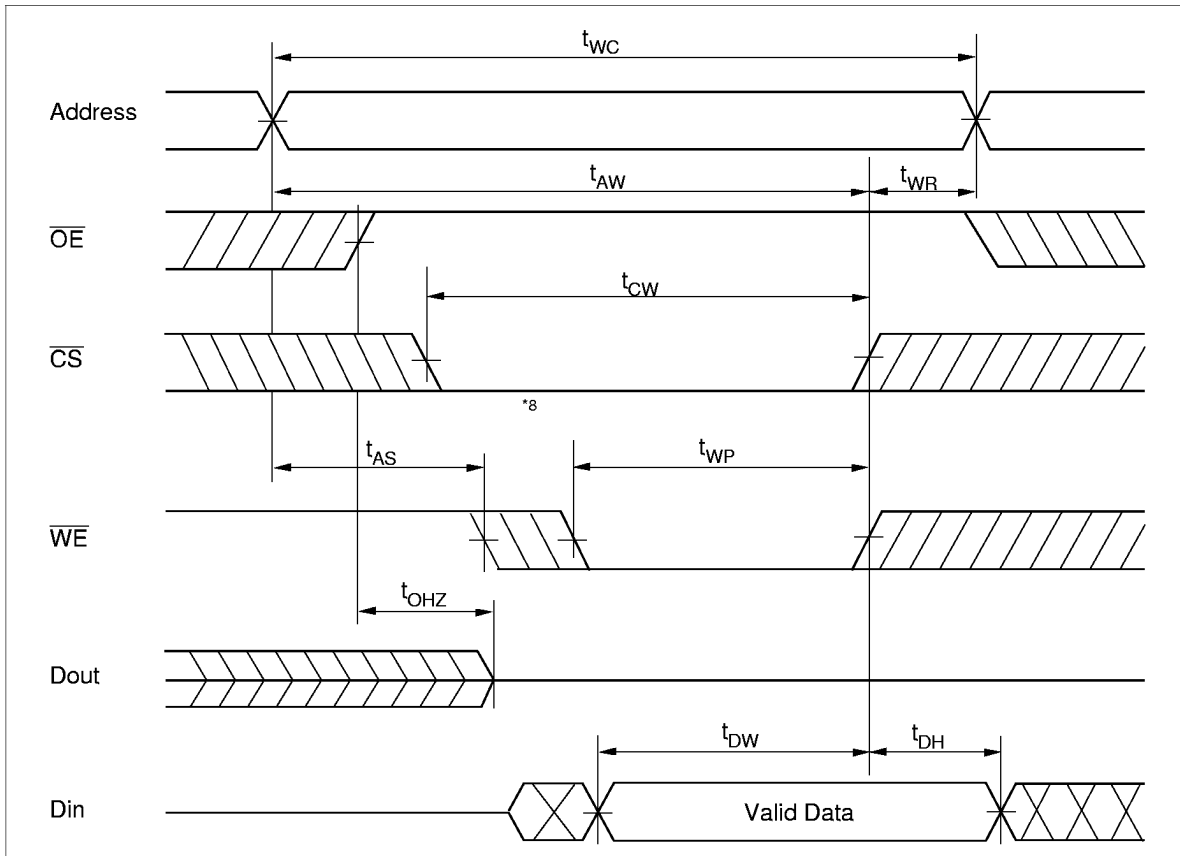 tWC
Address
tAW
tWR
OE
tCW
CS
*8
tAS
tWP
WE
tOHZ
Dout
tDW
tDH
Din
Valid Data